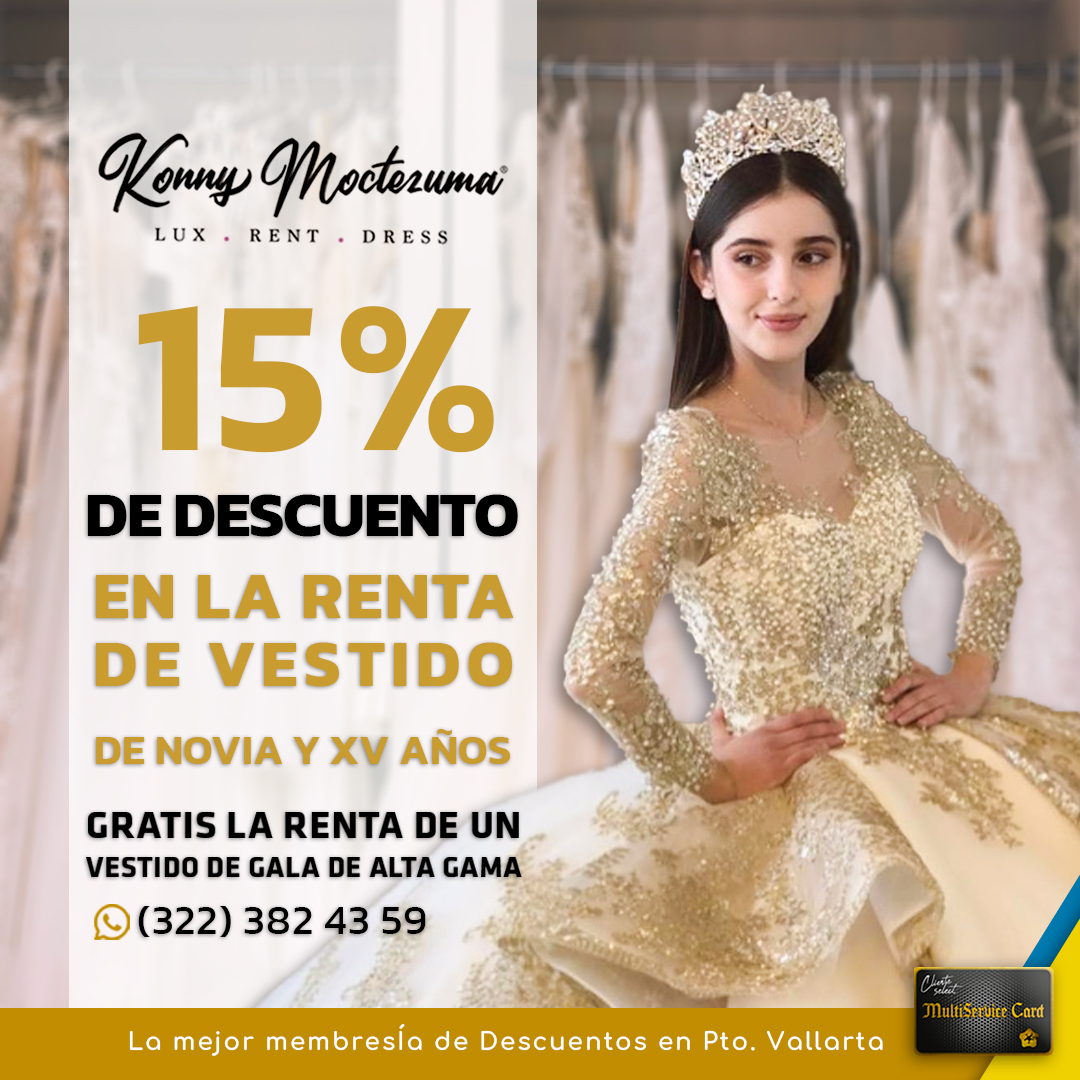 Konny Moctezuma®
LUX . RENT . DRESS
15%
DE DESCUENTO
EN LA RENTA
DE VESTIDO
DE NOVIA Y XV AÑOS
GRATIS LA RENTA DE UN
VESTIDO DE GALA DE ALTA GAMA
(322) 382 43 59
Cliente
select
MultiService Card
La mejor membresía de Descuentos en Pto. Vallarta